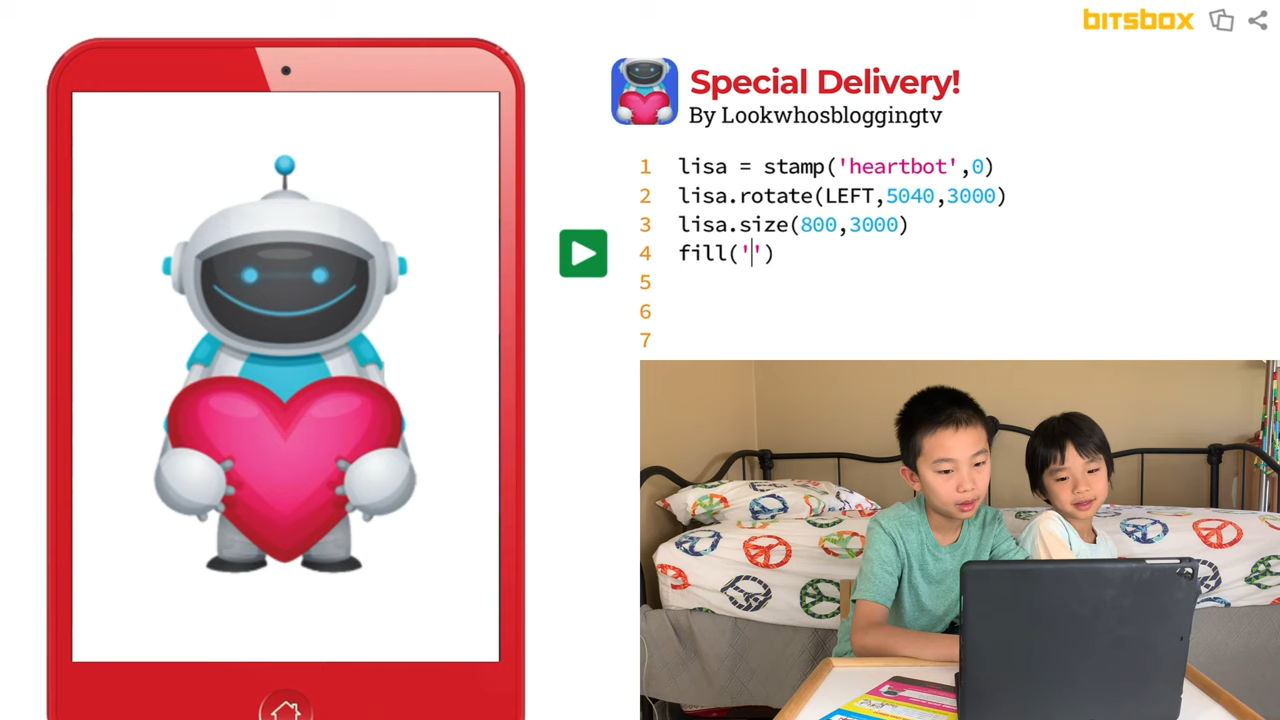 bitsbox
Special Delivery!
By Lookwhosbloggingtv
1 lisa = stamp('heartbot',0)
2 lisa.rotate(LEFT,5040,3000)
3 lisa.size(800,3000)
4 fill('')
5
6
7